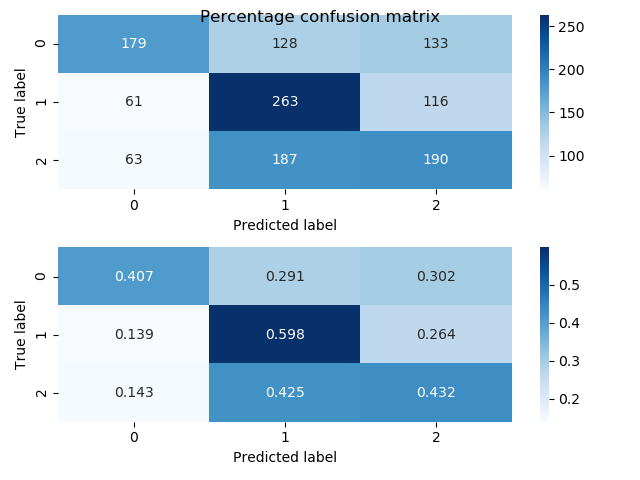 Percentage confusion matrix
True label
0 179 128 133
1 61 263 116
2 63 187 190
0 1 2
Predicted label
250
200
150
100
True label
0 0.407 0.291 0.302
1 0.139 0.598 0.264
2 0.143 0.425 0.432
0 1 2
Predicted label
0.5
0.4
0.3
0.2